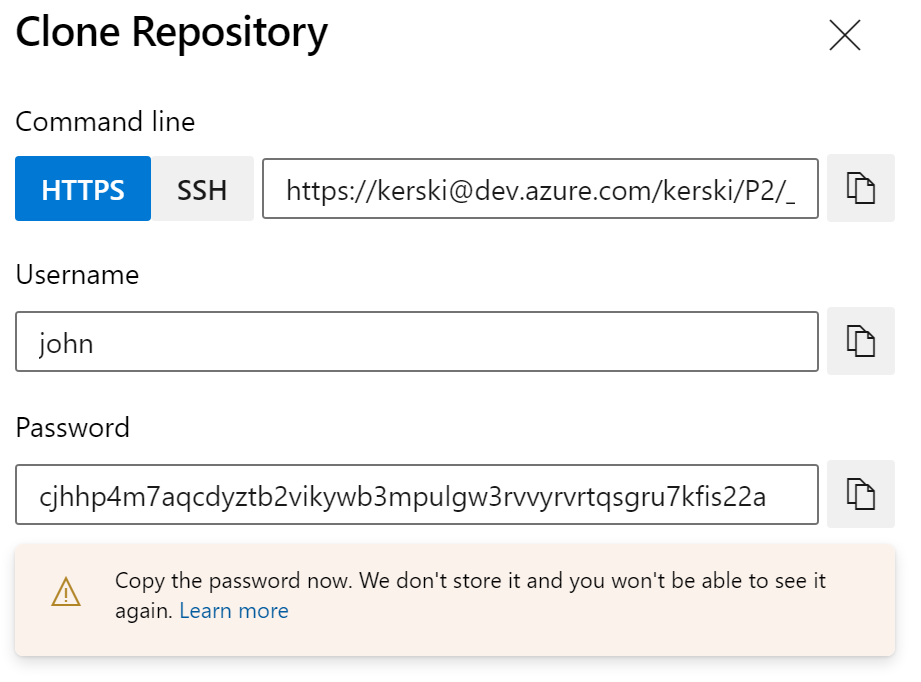 Clone Repository
Command line
HTTPS SSH https://kerski@dev.azure.com/kerski/P2/_
Username
john
Password
cjhhp4m7aqcdyztb2vikywb3mpulgw3rvvyrvrtqsgru7kfis22a
Copy the password now. We don't store it and you won't be able to see it
again. Learn more